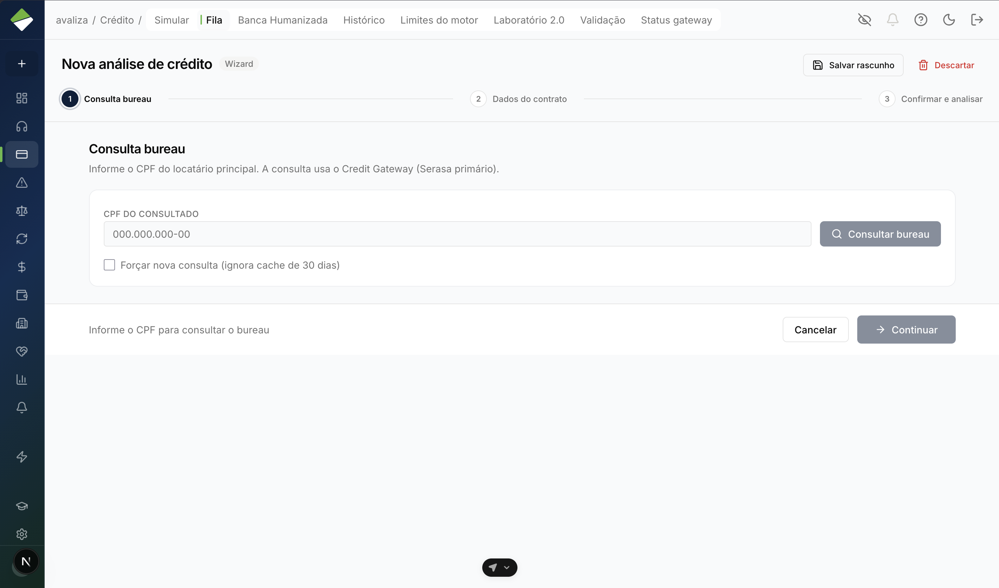 avaliza / Crédito / Simular Fila Banca Humanizada Histórico Limites do motor Laboratório 2.0 Validação Status gateway
Nova análise de crédito Wizard
Salvar rascunho Descartar
1 Consulta bureau 2 Dados do contrato 3 Confirmar e analisar
Consulta bureau
Informe o CPF do locatário principal. A consulta usa o Credit Gateway (Serasa primário).
CPF DO CONSULTADO
000.000.000-00 Consultar bureau
Forçar nova consulta (ignora cache de 30 dias)
Informe o CPF para consultar o bureau Cancelar Continuar
N